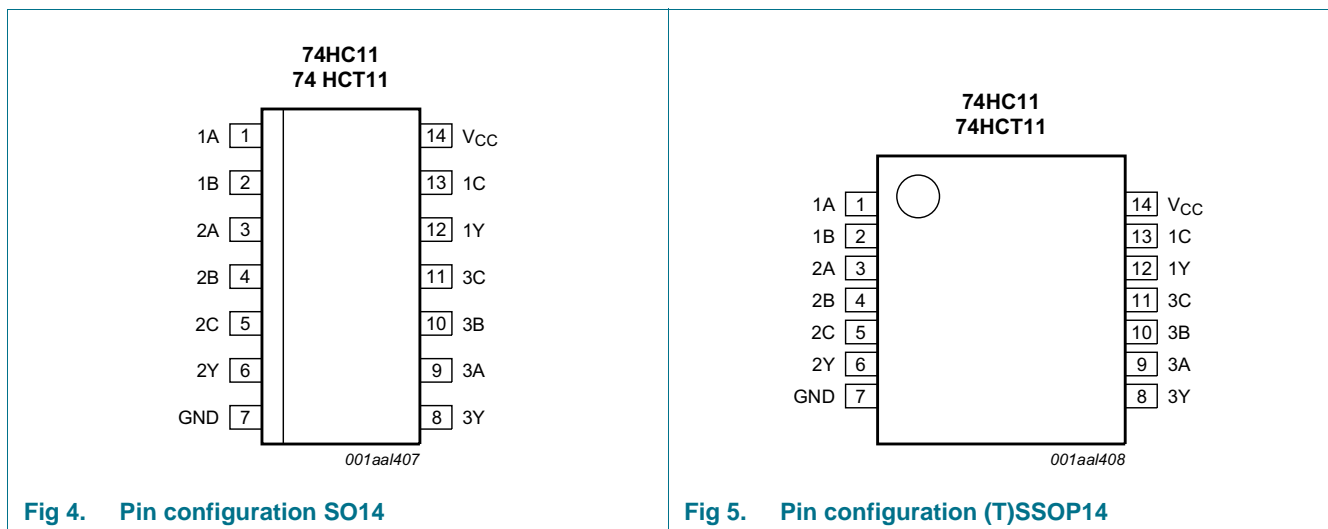 74HC11
74 HCT11
1A 1 14 VCC
1B 2 13 1C
2A 3 12 1Y
2B 4 11 3C
2C 5 10 3B
2Y 6 9 3A
GND 7 8 3Y
001aal407
Fig 4. Pin configuration SO14
74HC11
74HCT11
1A 1 14 VCC
1B 2 13 1C
2A 3 12 1Y
2B 4 11 3C
2C 5 10 3B
2Y 6 9 3A
GND 7 8 3Y
001aal408
Fig 5. Pin configuration (T)SSOP14